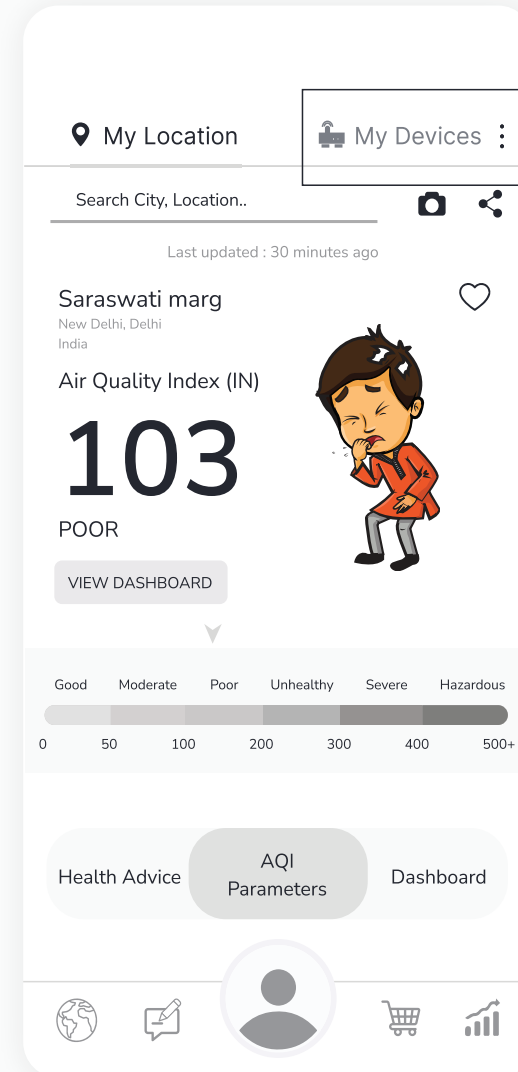 My Location
My Devices
Search City, Location..
Last updated : 30 minutes ago
Saraswati marg
New Delhi, Delhi
India
Air Quality Index (IN)
103
POOR
VIEW DASHBOARD
Good Moderate Poor Unhealthy Severe Hazardous
0 50 100 200 300 400 500+
Health Advice
AQI
Parameters
Dashboard